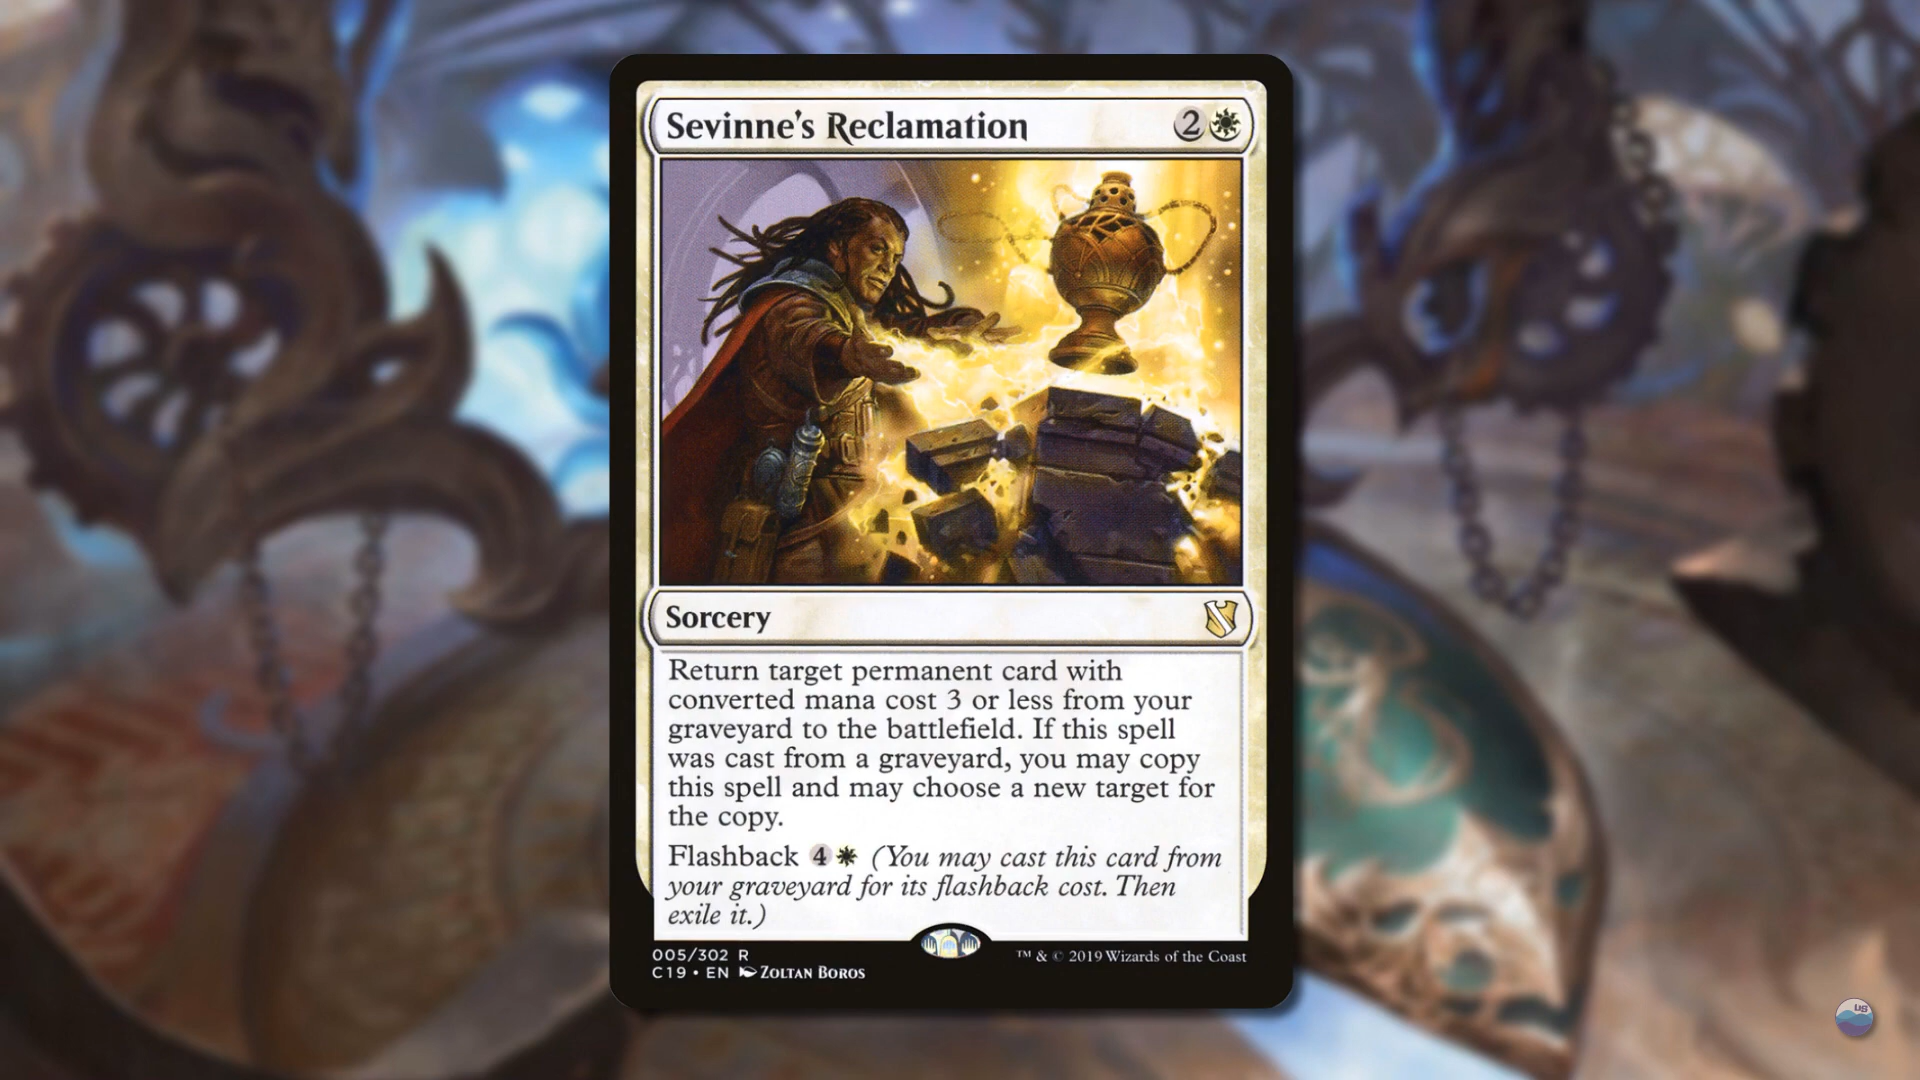 Sevinne's Reclamation 2
Sorcery
Return target permanent card with
converted mana cost 3 or less from your
graveyard to the battlefield. If this spell
was cast from a graveyard, you may copy
this spell and may choose a new target for
the copy.
Flashback 4 (You may cast this card from
your graveyard for its flashback cost. Then
exile it.)
005/302 R
C19 • EN ZOLTAN BOROS
™ & © 2019 Wizards of the Coast
US